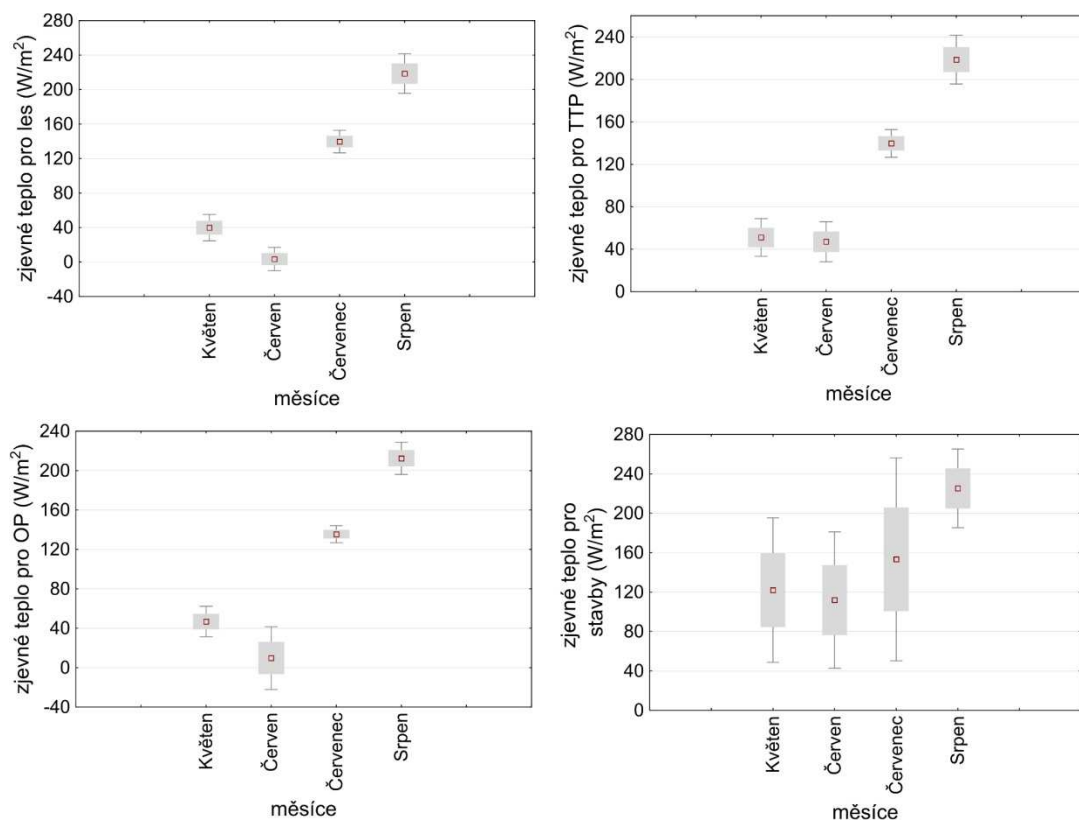 zjevné teplo pro les (W/m²)
280
240
200
160
120
80
40
0
-40
Květen
Červen
Červenec
Srpen
měsíce
zjevné teplo pro TTP (W/m²)
240
200
160
120
80
40
0
Květen
Červen
Červenec
Srpen
měsíce
zjevné teplo pro OP (W/m²)
240
200
160
120
80
40
0
-40
Květen
Červen
Červenec
Srpen
měsíce
zjevné teplo pro
stavby (W/m²)
280
240
200
160
120
80
40
0
Květen
Červen
Červenec
Srpen
měsíce